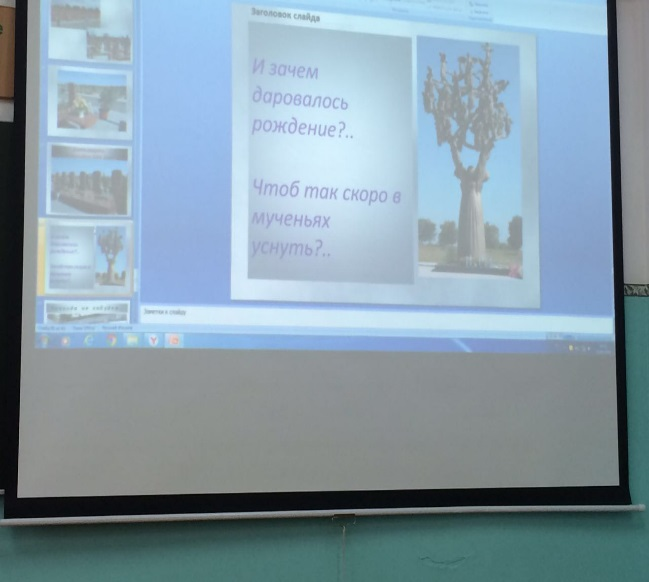 Заголовок слайда
И зачем
даровалось
рождение?..
Чтоб так скоро в
мученьях
уснуть?..
Заметки к слайду